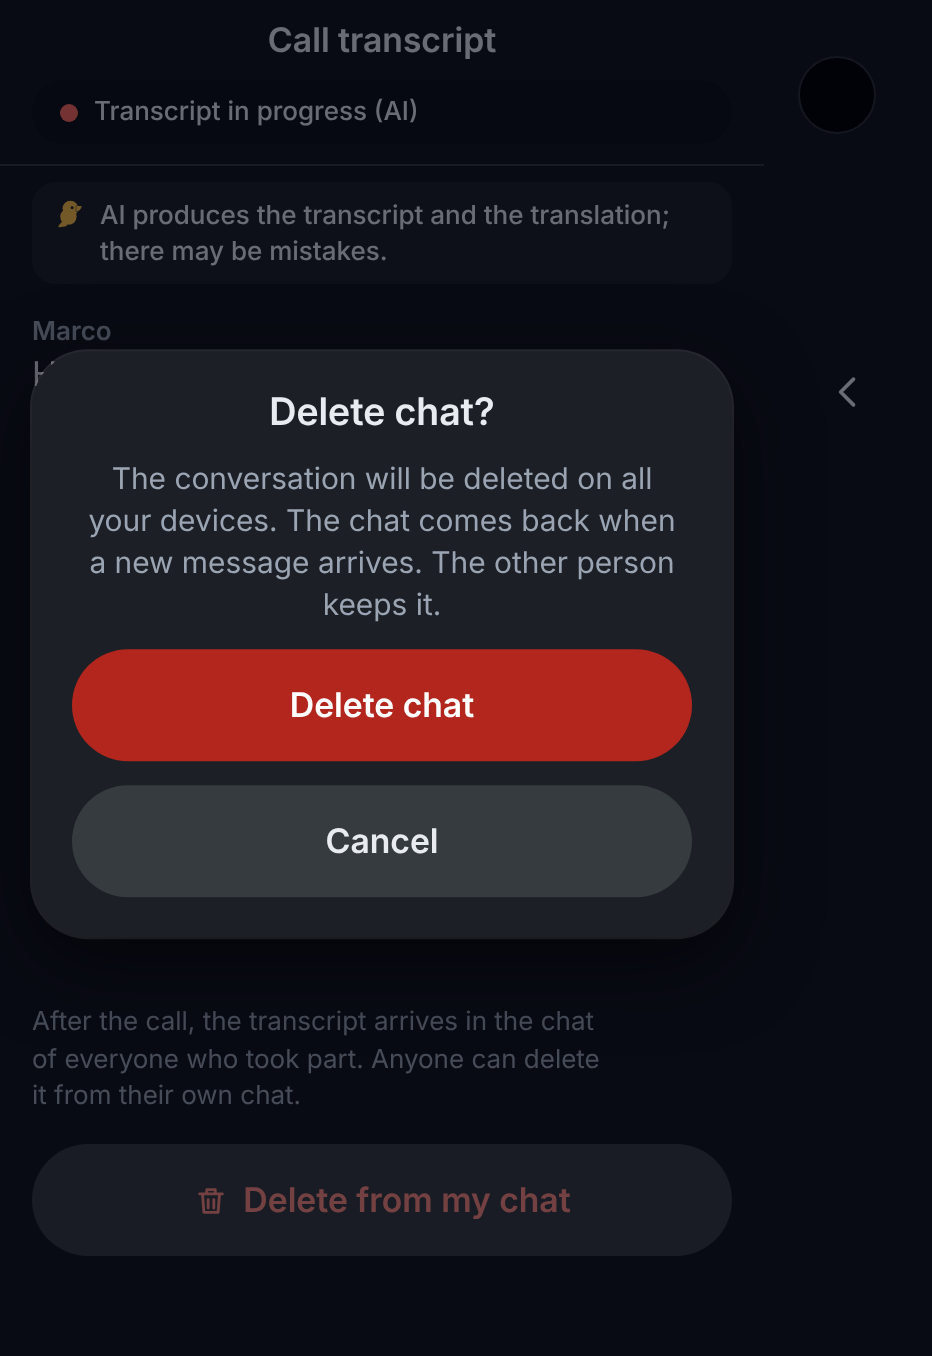 Call transcript
Transcript in progress (AI)
AI produces the transcript and the translation;
there may be mistakes.
Marco
Delete chat?
The conversation will be deleted on all
your devices. The chat comes back when
a new message arrives. The other person
keeps it.
Delete chat
Cancel
After the call, the transcript arrives in the chat
of everyone who took part. Anyone can delete
it from their own chat.
Delete from my chat